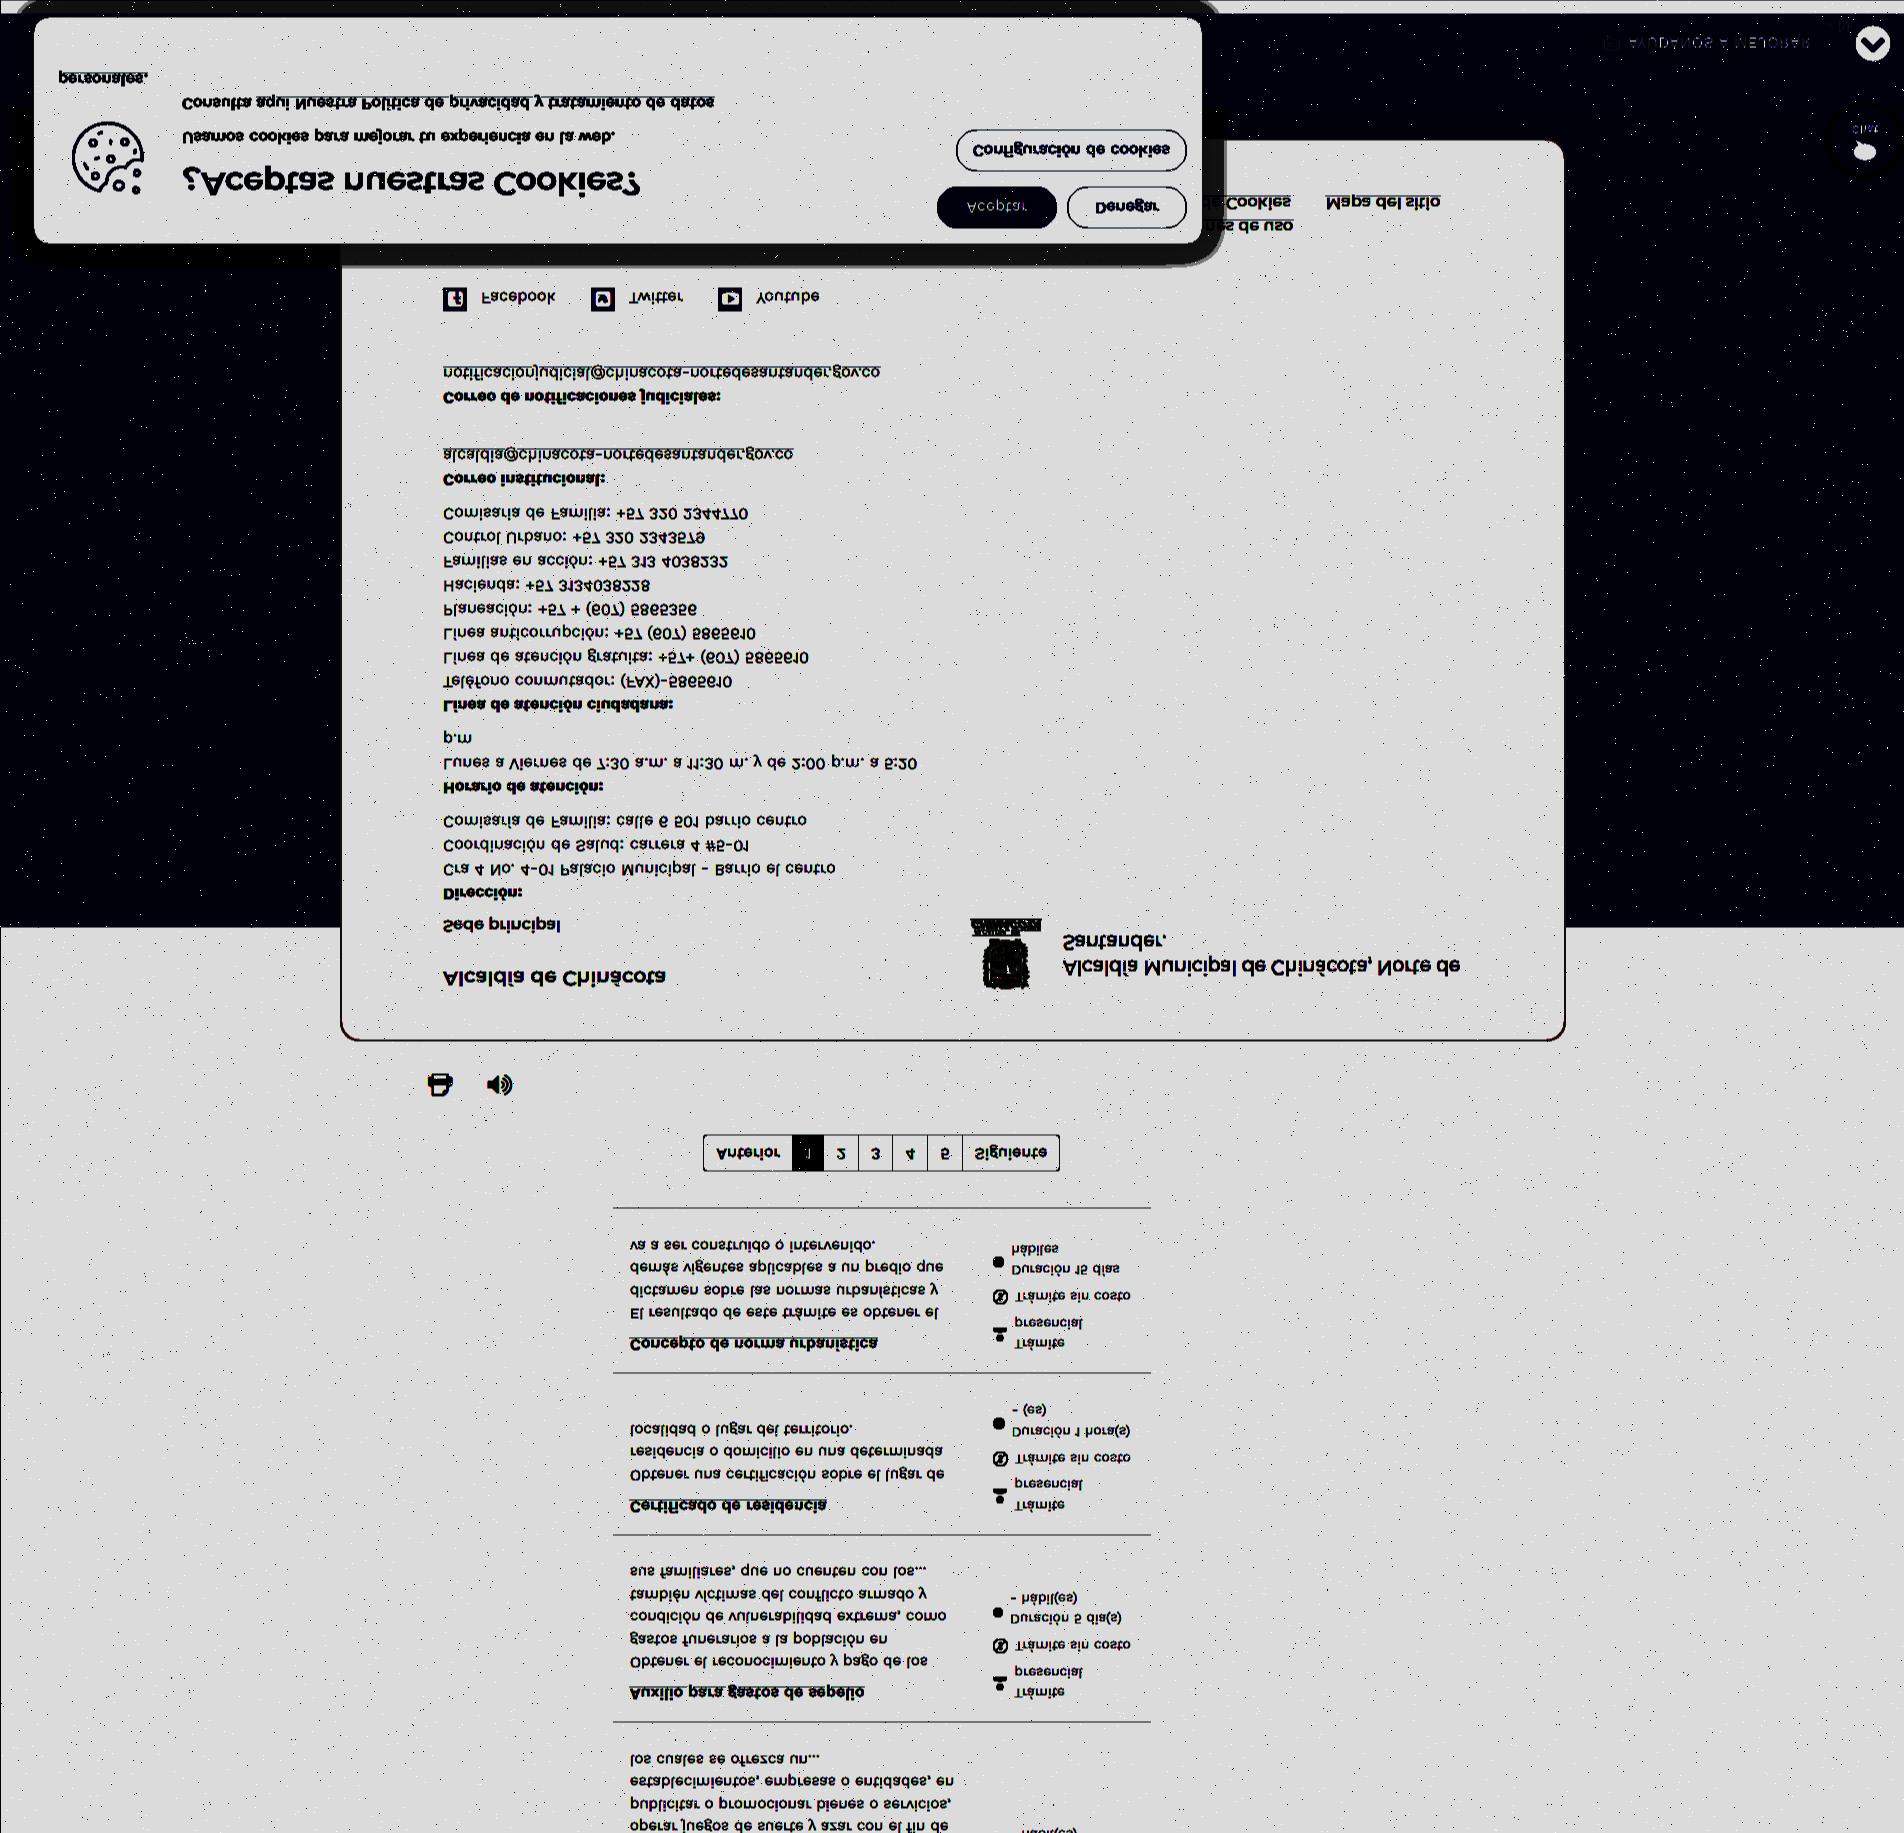 operar juegos de suerte y azar con el fin de
publicitar o promocionar bienes o servicios,
establecimientos, empresas o entidades, en
los cuales se ofrezca un...
Auxilio para gastos de sepelio
Obtener el reconocimiento y pago de los
gastos funerarios a la población en
condición de vulnerabilidad extrema, como
también víctimas del conflicto armado y
sus familiares, que no cuenten con los...
Trámite
presencial
Trámite sin costo
Duración 5 día(s)
- hábil(es)
Certificado de residencia
Obtener una certificación sobre el lugar de
residencia o domicilio en una determinada
localidad o lugar del territorio.
Trámite
presencial
Trámite sin costo
Duración 1 hora(s)
- (es)
Concepto de norma urbanística
El resultado de este trámite es obtener el
dictamen sobre las normas urbanísticas y
demás vigentes aplicables a un predio que
va a ser construido o intervenido.
Trámite
presencial
Trámite sin costo
Duración 15 días
hábiles
Anterior 1 2 3 4 5 Siguiente
Alcaldía de Chinácota
Alcaldía Municipal de Chinácota, Norte de
Santander.
Sede principal
Dirección:
Cra 4 No. 4-01 Palacio Municipal - Barrio el centro
Coordinación de Salud: carrera 4 #5-01
Comisaria de Familia: calle 6 501 barrio centro
Horario de atención:
Lunes a Viernes de 7:30 a.m. a 11:30 m. y de 2:00 p.m. a 5:20
p.m
Línea de atención ciudadana:
Teléfono conmutador: (FAX)-5865610
Línea de atención gratuita: +57+ (607) 5865610
Línea anticorrupción: +57 (607) 5865610
Planeación: +57 + (607) 5865356
Hacienda: +57 3134038228
Familias en acción: +57 313 4038232
Control Urbano: +57 320 2343579
Comisaria de Familia: +57 320 2344770
Correo institucional:
alcaldia@chinacota-nortedesantander.gov.co
Correo de notificaciones judiciales:
notificacionjudicial@chinacota-nortedesantander.gov.co
Facebook Twitter Youtube
de uso
Cookies Mapa del sitio
¿Aceptas nuestras Cookies?
Usamos cookies para mejorar tu experiencia en la web.
Consulta aquí Nuestra Política de privacidad y tratamiento de datos
personales.
Aceptar Denegar
Configuración de cookies
Chat
AYÚDANOS A MEJORAR